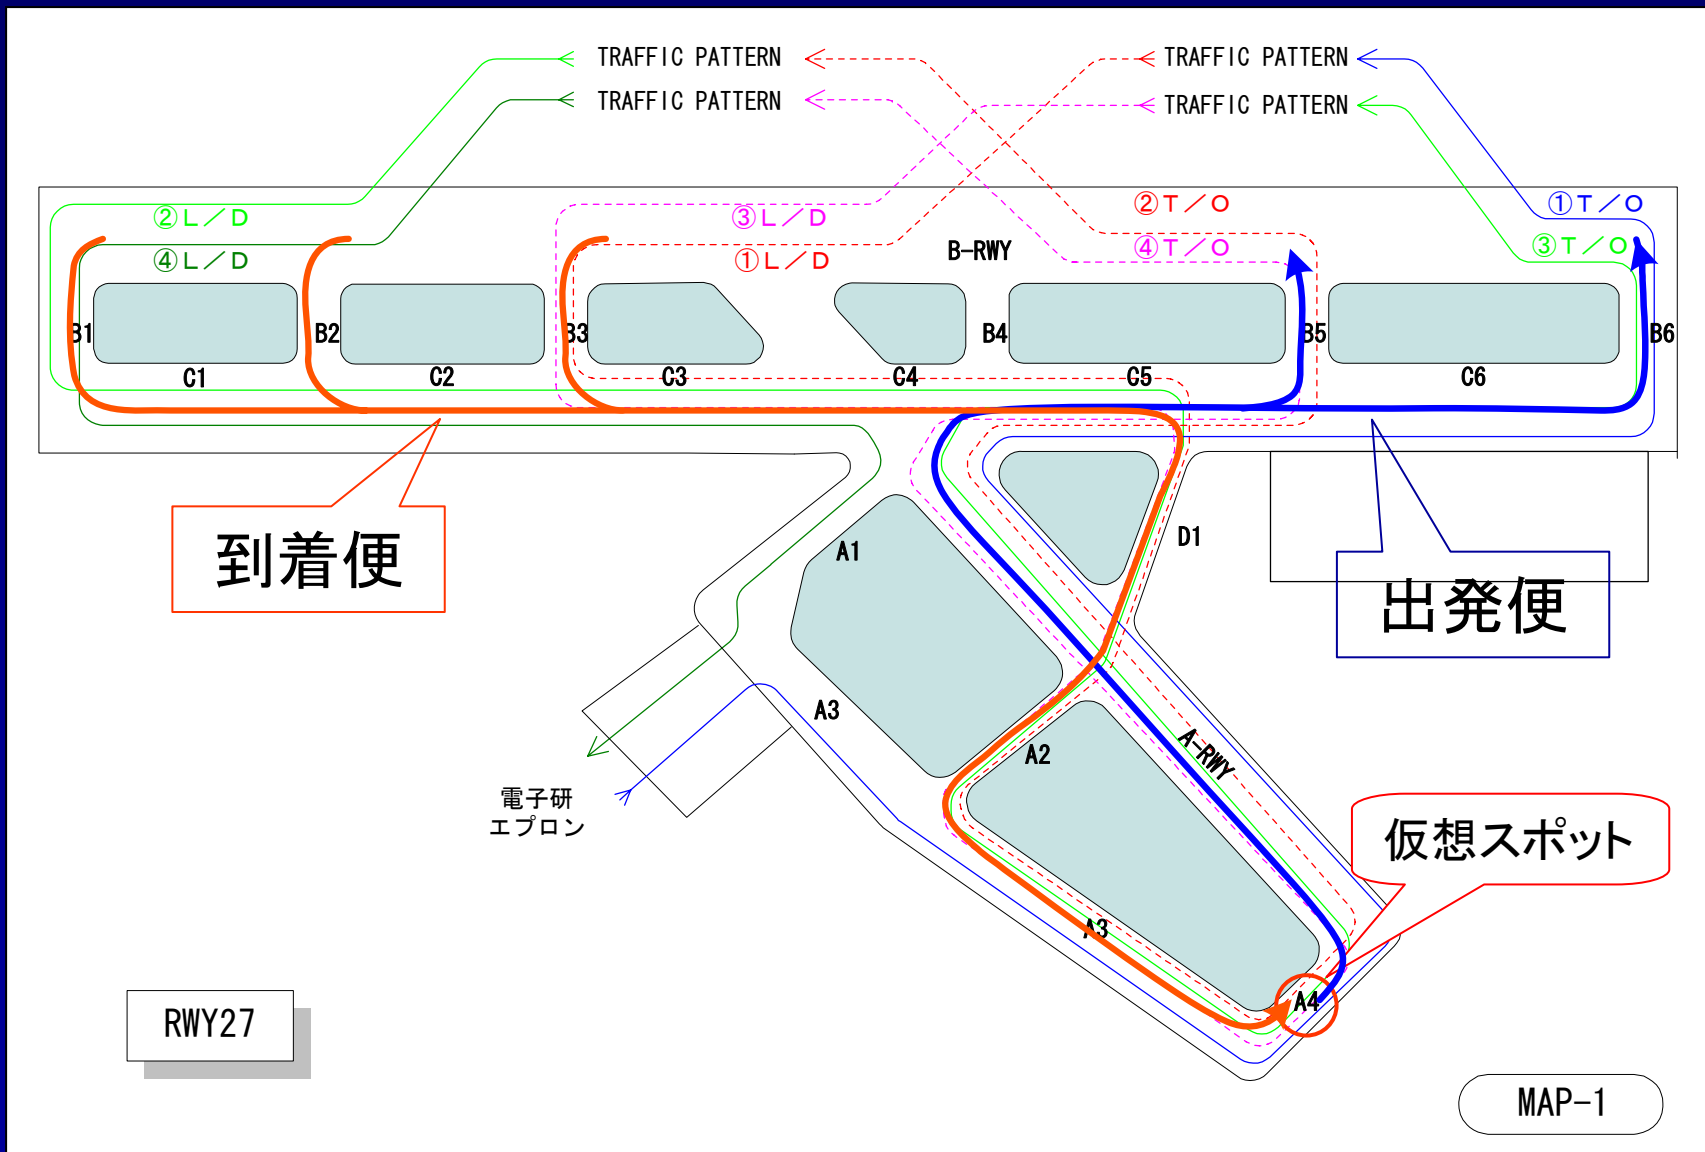 TRAFFIC PATTERN
TRAFFIC PATTERN
TRAFFIC PATTERN
TRAFFIC PATTERN
②L/D
③L/D
②T/O
①T/O
④L/D
①L/D
B-RWY
④T/O
③T/O
B1
B2
B3
B4
B5
B6
C1
C2
C3
C4
C5
C6
到着便
出発便
A1
D1
A3
A2
A-RWY
電子研
エプロン
仮想スポット
A3
A4
RWY27
MAP-1